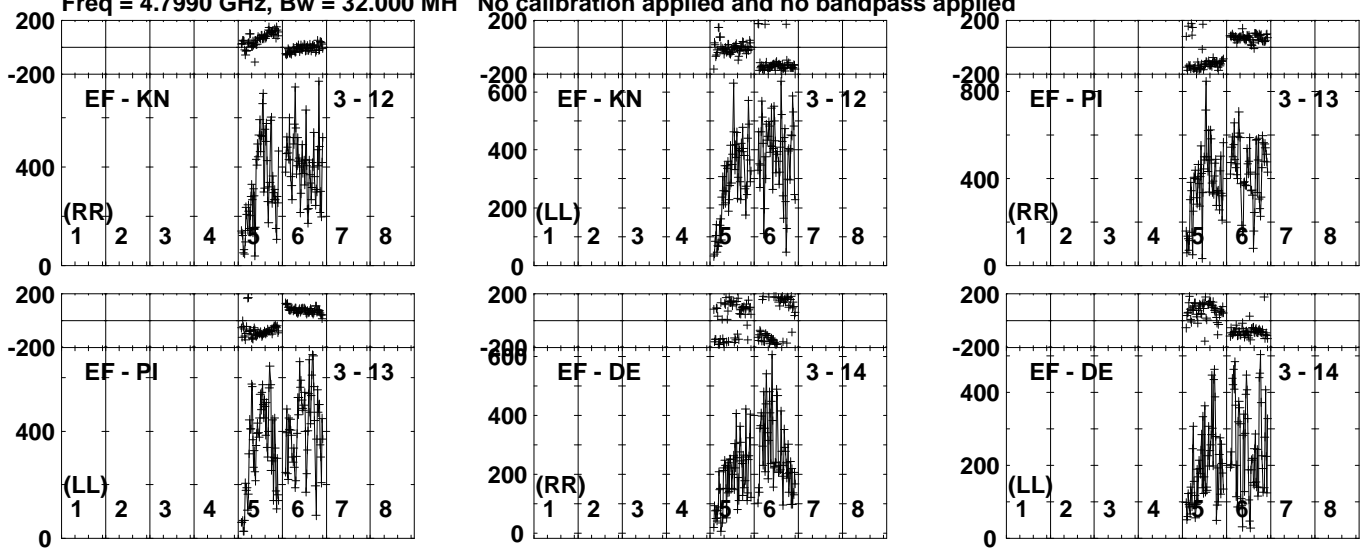 Freq = 4.7990 GHz, Bw = 32.000 MH No calibration applied and no bandpass applied
200 200 200
-200 -200 -200
EF - KN 3 - 12 600 EF - KN 3 - 12 800 EF - PI 3 - 13
400 400 400
200
(RR) (LL) (RR)
1 2 3 4 5 6 7 8 1 2 3 4 5 6 7 8 1 2 3 4 5 6 7 8
0 0 0
200 200 200
-200 -200 -200
600
EF - PI 3 - 13 EF - DE 3 - 14 EF - DE 3 - 14
400 400 400
200 200
(LL) (RR) (LL)
1 2 3 4 5 6 7 8 1 2 3 4 5 6 7 8 1 2 3 4 5 6 7 8
0 0 0